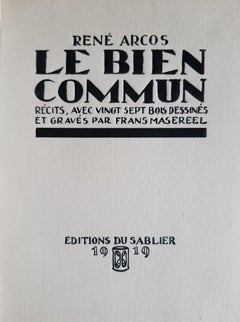 RENÉ ARCOS
LE BIEN
COMMUN
RÉCITS, AVEC VINGT SEPT BOIS DESSINÉS
ET GRAVÉS PAR FRANS MASEREEL
EDITIONS DU SABLIER
1919